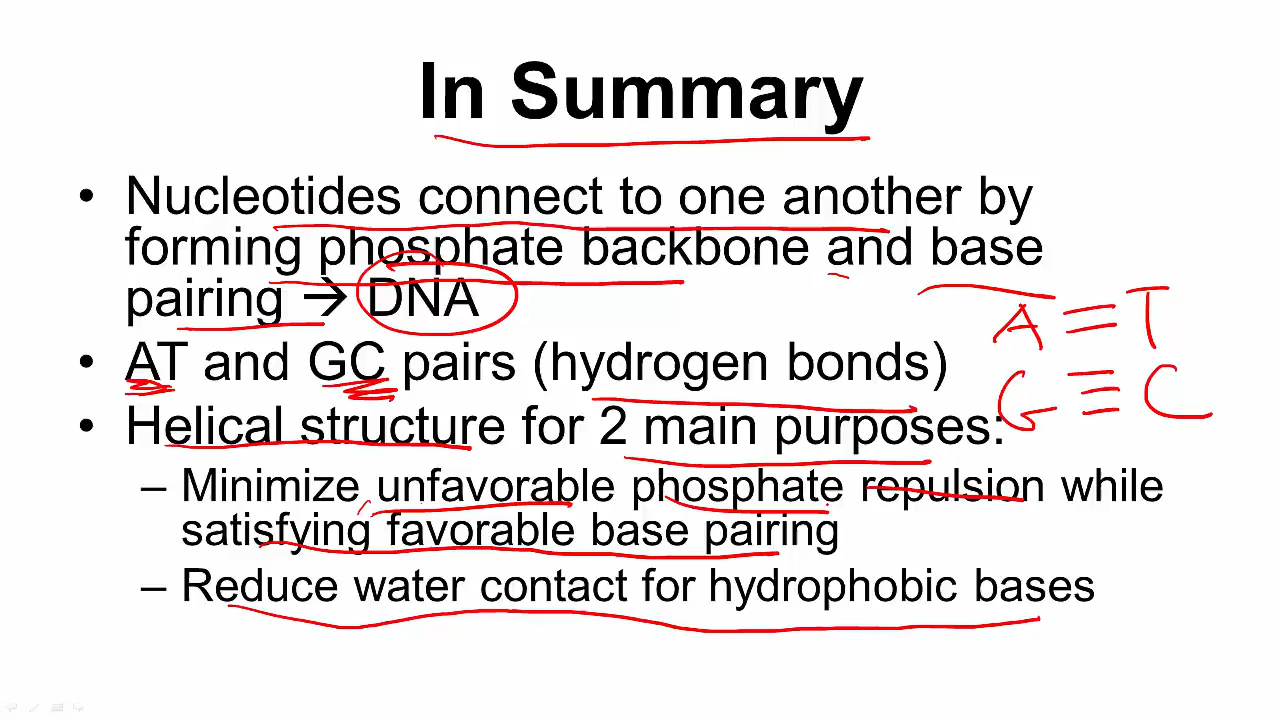 In Summary
• Nucleotides connect to one another by
forming phosphate backbone and base
pairing → DNA
A ≡ T
• AT and GC pairs (hydrogen bonds)
G ≡ C
• Helical structure for 2 main purposes:
– Minimize unfavorable phosphate repulsion while
satisfying favorable base pairing
– Reduce water contact for hydrophobic bases